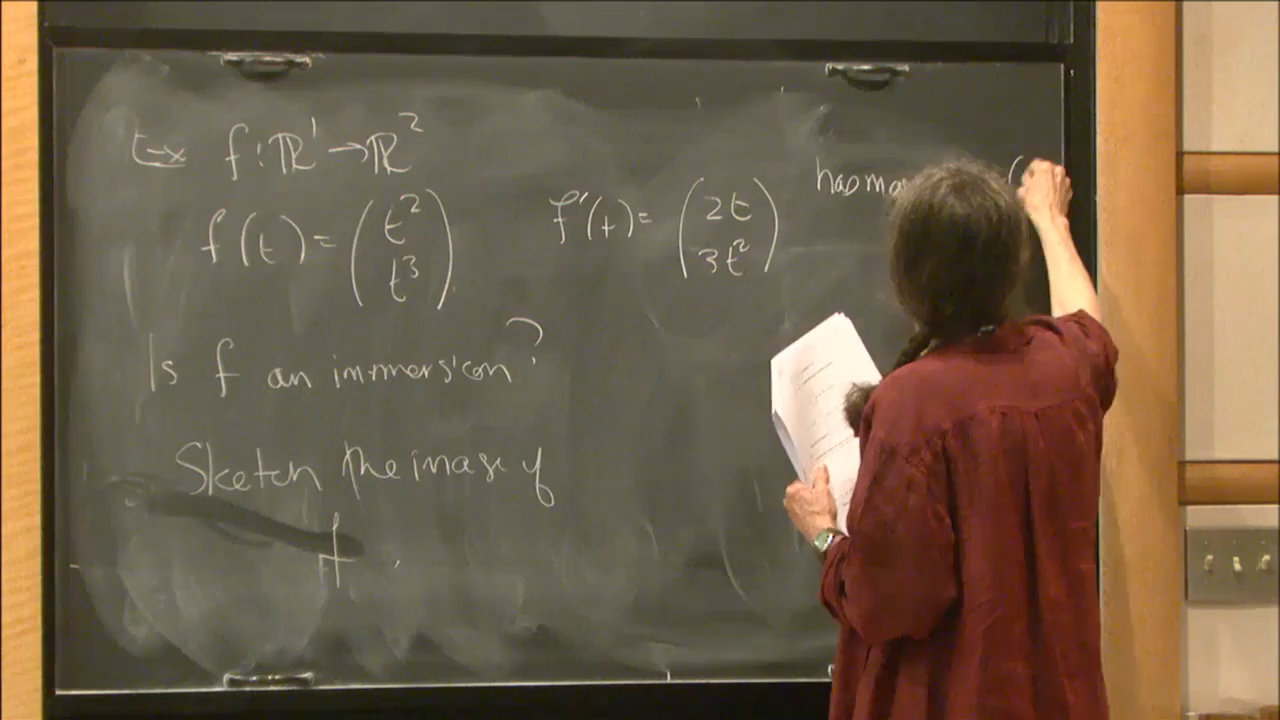 Ex f : ℝ¹ → ℝ²
f(t) = (t² t³)
f'(t) = (2t 3t²)
has ma
Is f an immersion?
Sketch the image of
f.